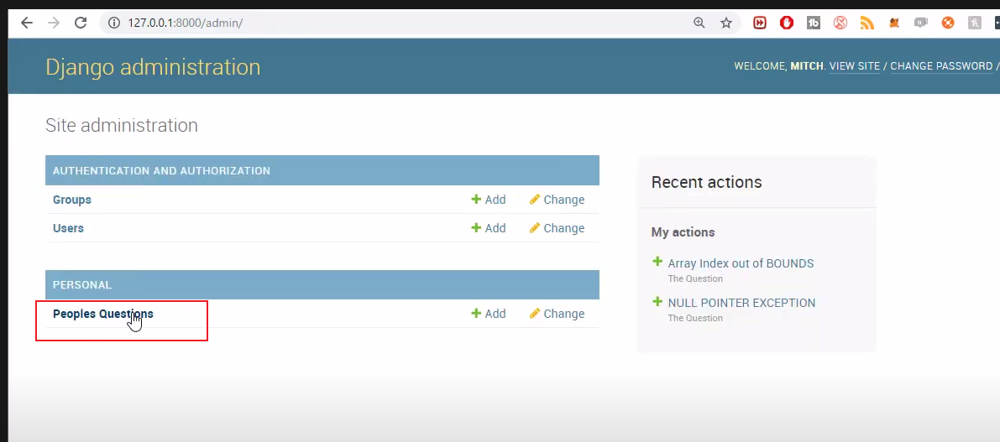 127.0.0.1:8000/admin/
Django administration
WELCOME, MITCH. VIEW SITE / CHANGE PASSWORD /
Site administration
AUTHENTICATION AND AUTHORIZATION
Groups Add Change
Users Add Change
PERSONAL
Peoples Questions Add Change
Recent actions
My actions
Array Index out of BOUNDS
The Question
NULL POINTER EXCEPTION
The Question